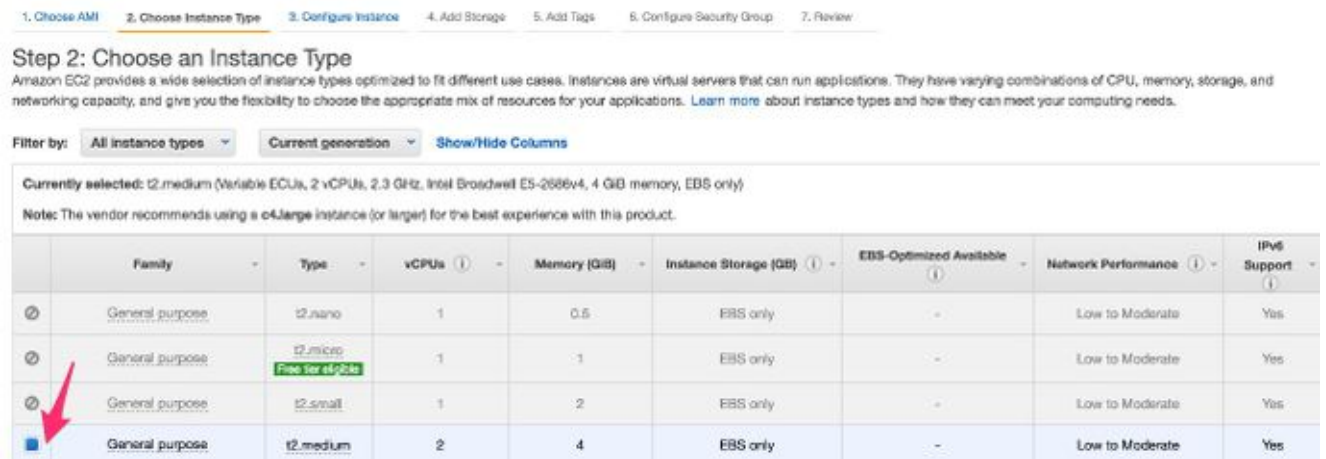 1. Choose AMI 2. Choose Instance Type 3. Configure Instance 4. Add Storage 5. Add Tags 6. Configure Security Group 7. Review
Step 2: Choose an Instance Type
Amazon EC2 provides a wide selection of instance types optimized to fit different use cases. Instances are virtual servers that can run applications. They have varying combinations of CPU, memory, storage, and
networking capacity, and give you the flexibility to choose the appropriate mix of resources for your applications. Learn more about instance types and how they can meet your computing needs.
Filter by: All instance types Current generation Show/Hide Columns
Currently selected: t2.medium (Variable ECUs, 2 vCPUs, 2.3 GHz, Intel Broadwell E5-2686v4, 4 GiB memory, EBS only)
Note: The vendor recommends using a c4.large instance (or larger) for the best experience with this product.
Family Type vCPUs Memory (GiB) Instance Storage (GB) EBS-Optimized Available Network Performance IPv6 Support
General purpose t2.nano 1 0.5 EBS only - Low to Moderate Yes
General purpose t2.micro 1 1 EBS only - Low to Moderate Yes
Free tier eligible
General purpose t2.small 1 2 EBS only - Low to Moderate Yes
General purpose t2.medium 2 4 EBS only - Low to Moderate Yes